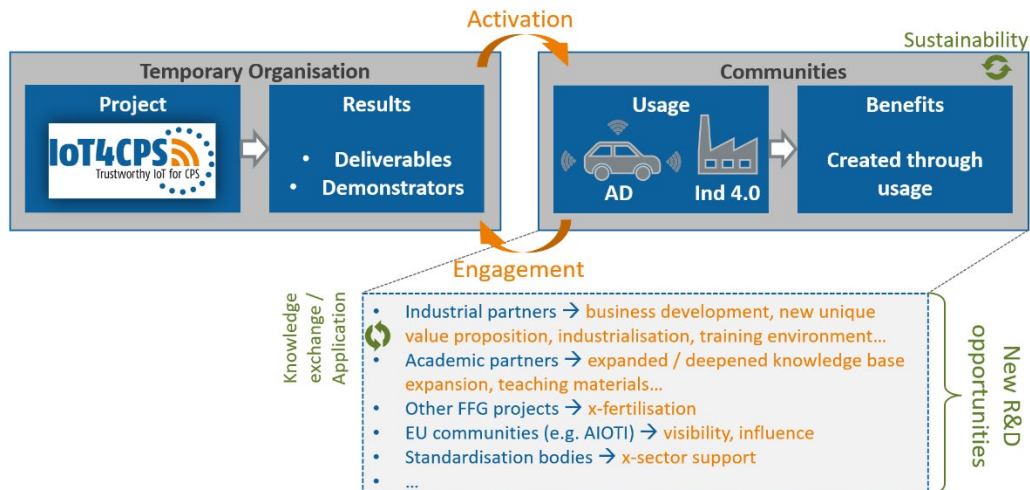 Activation
Sustainability
Temporary Organisation
Project
IoT4CPS
Trustworthy IoT for CPS
Results
• Deliverables
• Demonstrators
Communities
Usage
AD
Ind 4.0
Benefits
Created through
usage
Engagement
Knowledge
exchange /
Application
• Industrial partners → business development, new unique
value proposition, industrialisation, training environment...
• Academic partners → expanded / deepened knowledge base
expansion, teaching materials...
• Other FFG projects → x-fertilisation
• EU communities (e.g. AIOTI) → visibility, influence
• Standardisation bodies → x-sector support
• ...
New R&D
opportunities